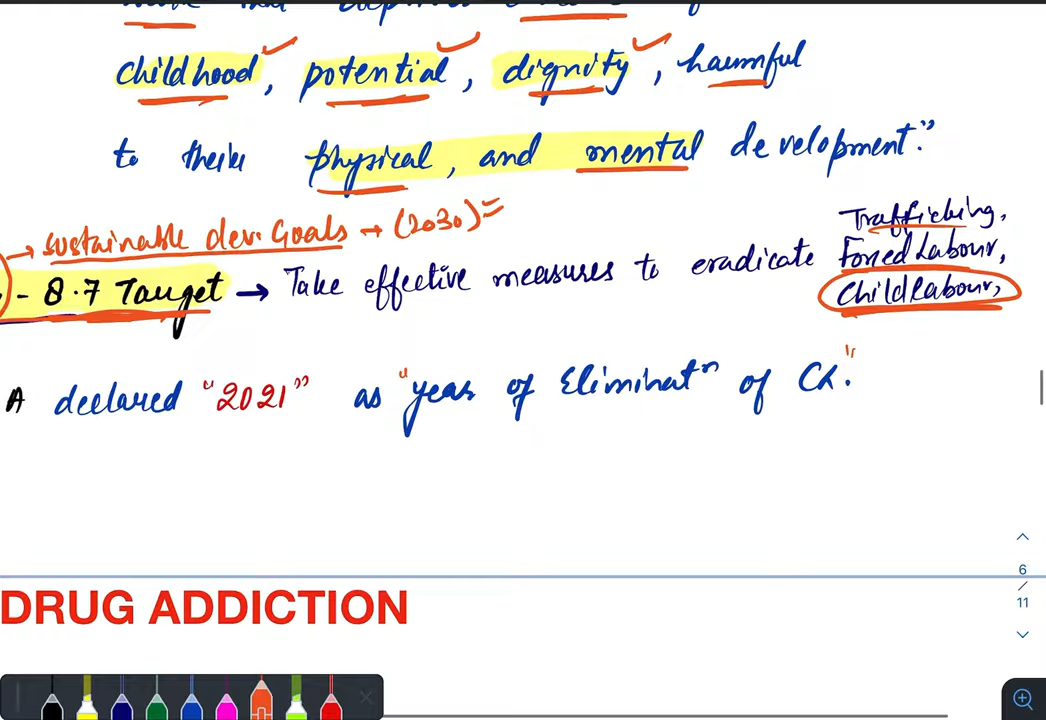 childhood, potential, dignity, harmful
to their physical, and mental development."
→ Sustainable dev. Goals → (2030)
- 8.7 Target → Take effective measures to eradicate Trafficking,
Forced Labour,
Child labour,
A declared "2021" as "year of Eliminatn of CL."
6
/
11
DRUG ADDICTION